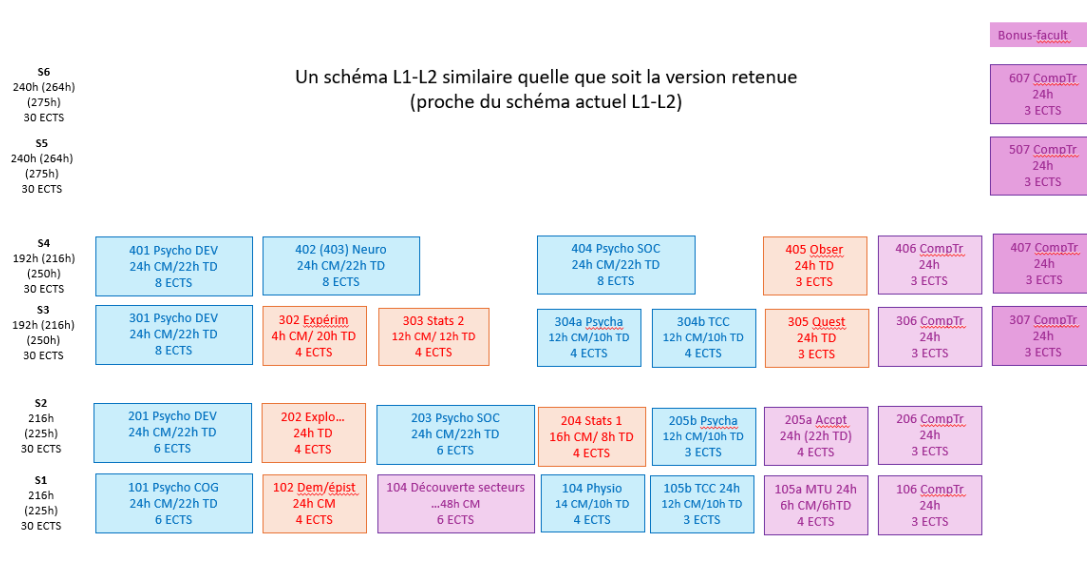 Bonus-facult
S6
240h (264h)
(275h)
30 ECTS
Un schéma L1-L2 similaire quelle que soit la version retenue
(proche du schéma actuel L1-L2)
607 CompTr
24h
3 ECTS
S5
240h (264h)
(275h)
30 ECTS
507 CompTr
24h
3 ECTS
S4
192h (216h)
(250h)
30 ECTS
401 Psycho DEV
24h CM/22h TD
8 ECTS
402 (403) Neuro
24h CM/22h TD
8 ECTS
404 Psycho SOC
24h CM/22h TD
8 ECTS
405 Obser
24h TD
3 ECTS
406 CompTr
24h
3 ECTS
407 CompTr
24h
3 ECTS
S3
192h (216h)
(250h)
30 ECTS
301 Psycho DEV
24h CM/22h TD
8 ECTS
302 Expérim
4h CM/ 20h TD
4 ECTS
303 Stats 2
12h CM/ 12h TD
4 ECTS
304a Psycha
12h CM/10h TD
4 ECTS
304b TCC
12h CM/10h TD
4 ECTS
305 Quest
24h TD
3 ECTS
306 CompTr
24h
3 ECTS
307 CompTr
24h
3 ECTS
S2
216h
(225h)
30 ECTS
201 Psycho DEV
24h CM/22h TD
6 ECTS
202 Explo...
24h TD
4 ECTS
203 Psycho SOC
24h CM/22h TD
6 ECTS
204 Stats 1
16h CM/ 8h TD
4 ECTS
205b Psycha
12h CM/10h TD
3 ECTS
205a Accpt
24h (22h TD)
4 ECTS
206 CompTr
24h
3 ECTS
S1
216h
(225h)
30 ECTS
101 Psycho COG
24h CM/22h TD
6 ECTS
102 Dem/épist
24h CM
4 ECTS
104 Découverte secteurs
...48h CM
6 ECTS
104 Physio
14 CM/10h TD
4 ECTS
105b TCC 24h
12h CM/10h TD
3 ECTS
105a MTU 24h
6h CM/6hTD
4 ECTS
106 CompTr
24h
3 ECTS